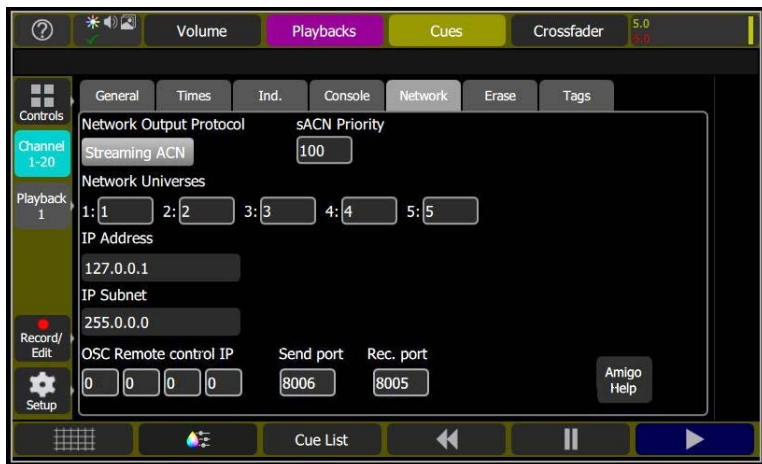 ?
Volume
Playbacks
Cues
Crossfader
5.0
5.0
General Times Ind. Console Network Erase Tags
Controls
Channel
1-20
Playback
1
Record/
Edit
Setup
Network Output Protocol sACN Priority
Streaming ACN 100
Network Universes
1: 1 2: 2 3: 3 4: 4 5: 5
IP Address
127.0.0.1
IP Subnet
255.0.0.0
OSC Remote control IP Send port Rec. port
0 0 0 0 8006 8005
Amigo
Help
Cue List